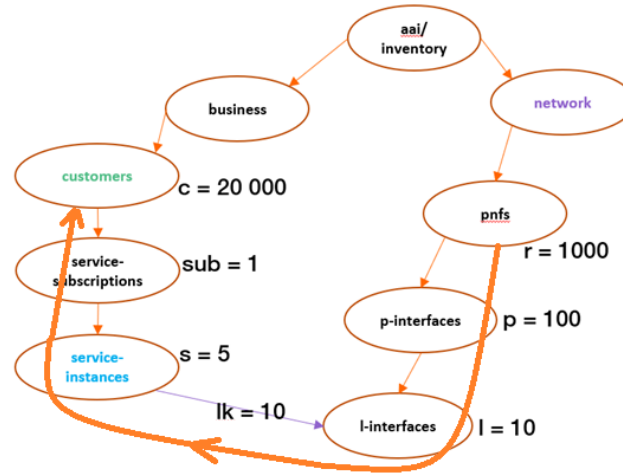 aai/
inventory
business
network
customers
c = 20 000
pnfs
r = 1000
service-
subscriptions
sub = 1
p-interfaces
p = 100
service-
instances
s = 5
lk = 10
l-interfaces
l = 10